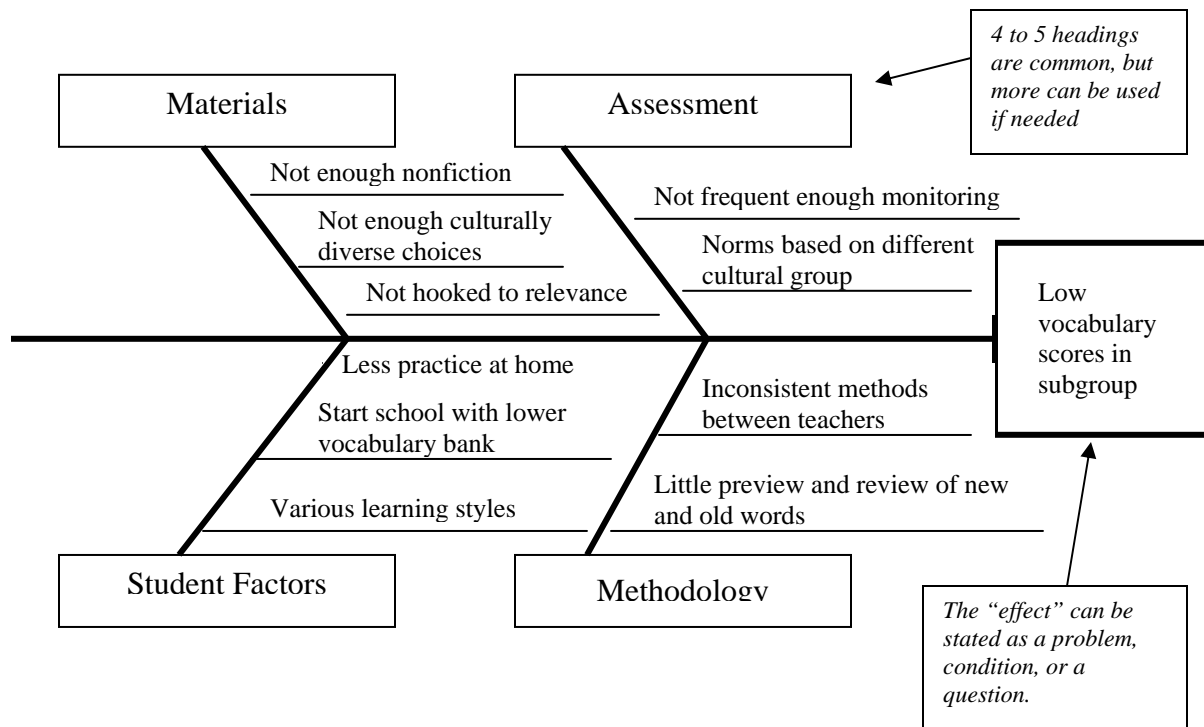 Materials
Assessment
4 to 5 headings
are common, but
more can be used
if needed
Not enough nonfiction
Not enough culturally
diverse choices
Not hooked to relevance
Not frequent enough monitoring
Norms based on different
cultural group
Low
vocabulary
scores in
subgroup
Less practice at home
Start school with lower
vocabulary bank
Various learning styles
Inconsistent methods
between teachers
Little preview and review of new
and old words
Student Factors
Methodology
The “effect” can be
stated as a problem,
condition, or a
question.